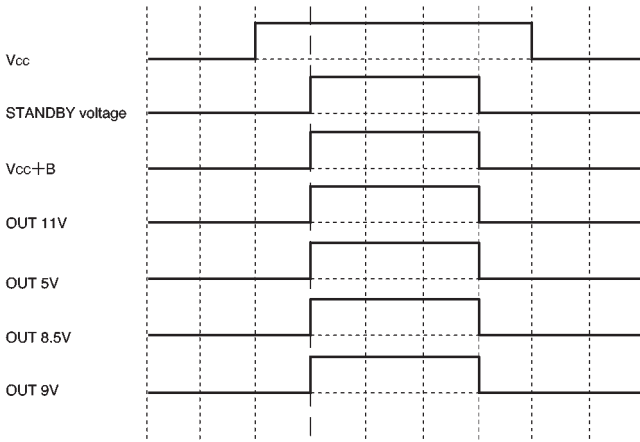 Vcc
STANDBY voltage
Vcc+B
OUT 11V
OUT 5V
OUT 8.5V
OUT 9V